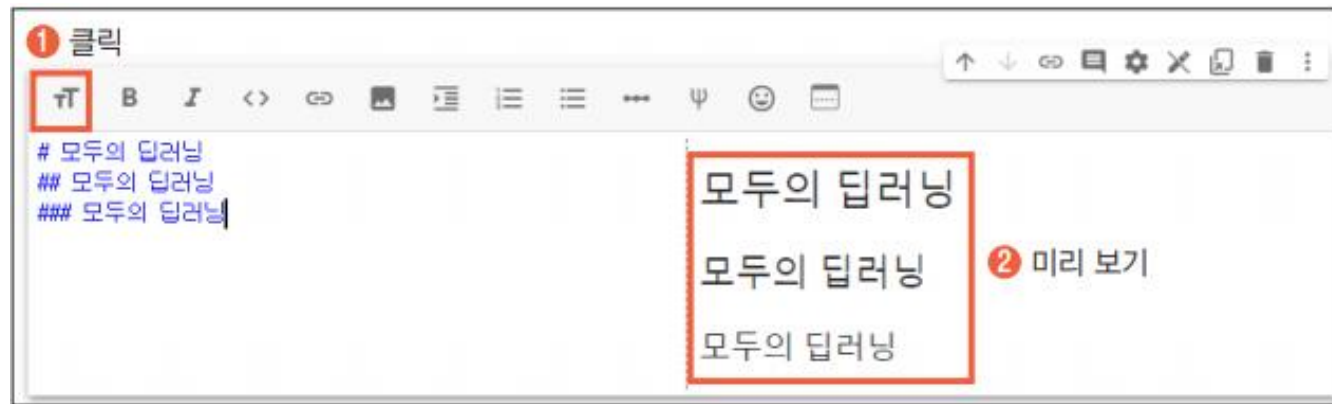 1 클릭
TT B I <>
# 모두의 딥러닝
## 모두의 딥러닝
### 모두의 딥러닝
모두의 딥러닝
모두의 딥러닝
모두의 딥러닝
2 미리 보기